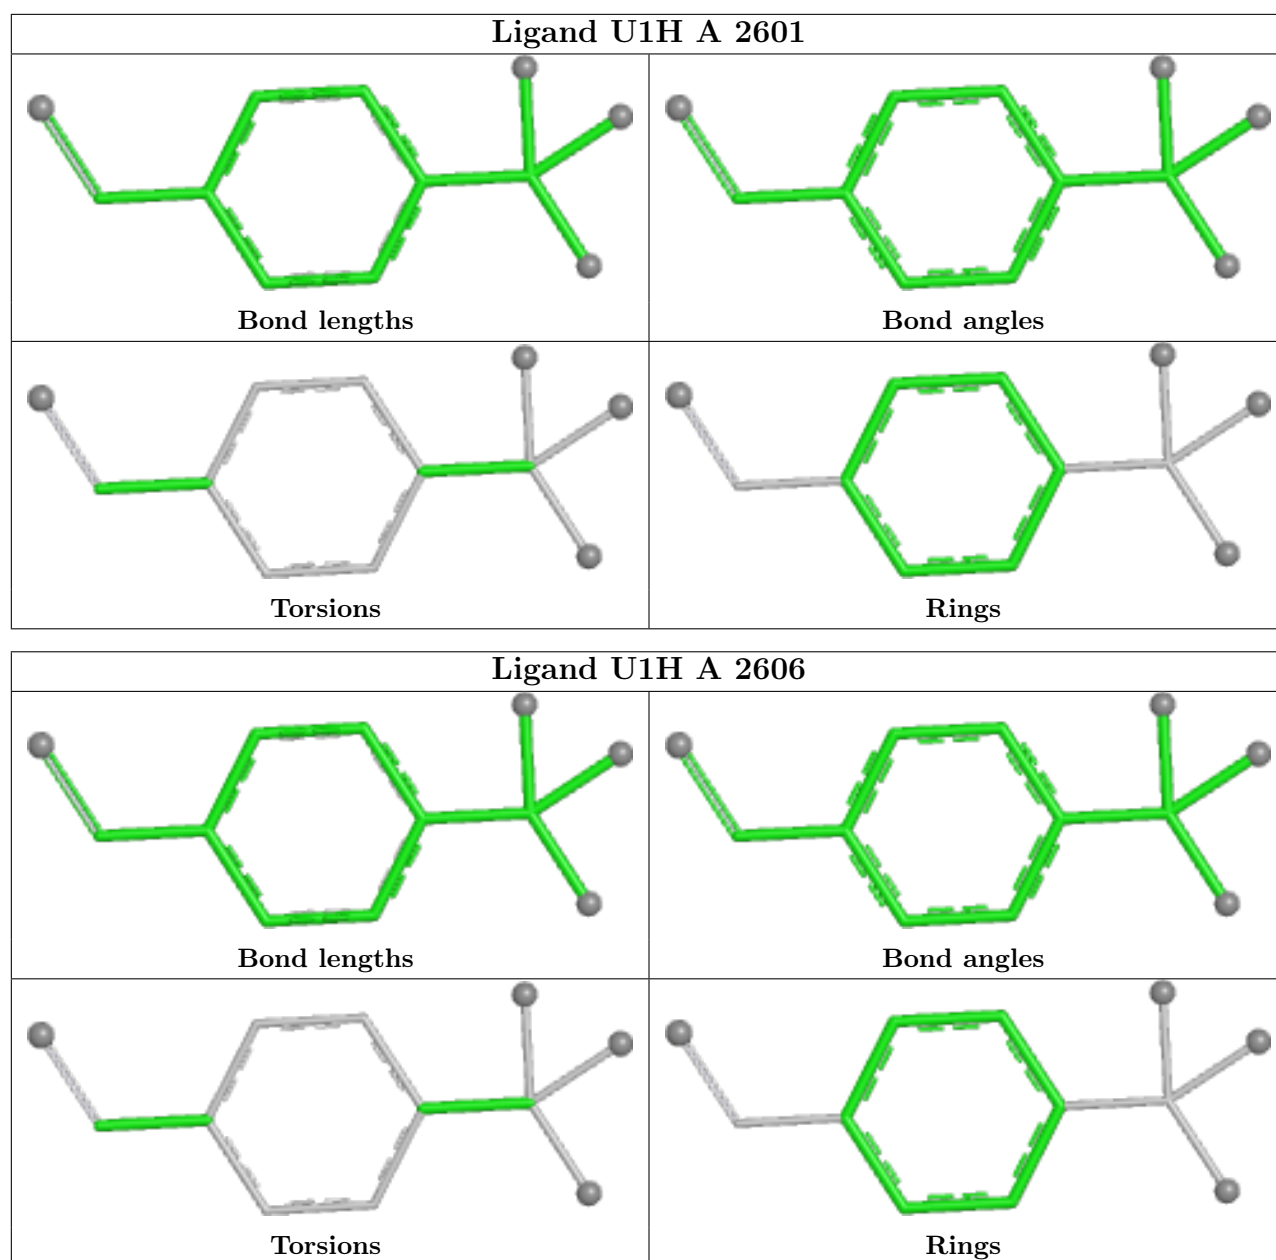 Ligand U1H A 2601
Bond lengths
Bond angles
Torsions
Rings
Ligand U1H A 2606
Bond lengths
Bond angles
Torsions
Rings